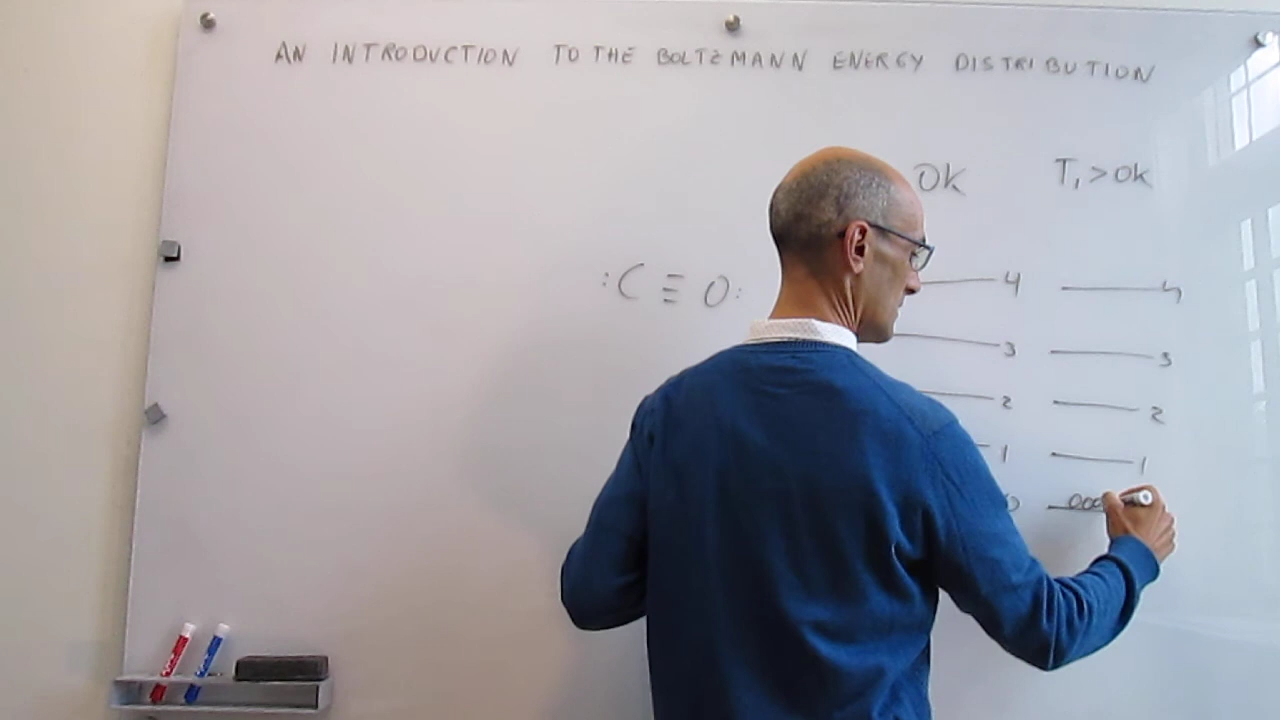 AN INTRODUCTION TO THE BOLTZMANN ENERGY DISTRIBUTION
0K T₁ > 0K
:C ≡ O:
4 4
3 3
2 2
1 1
0